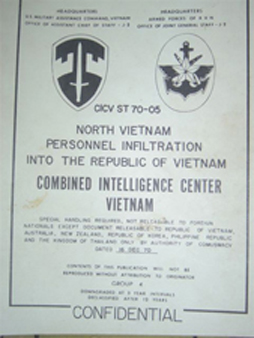 HEADQUARTERS
U.S. MILITARY ASSISTANCE COMMAND, VIETNAM
OFFICE OF ASSISTANT CHIEF OF STAFF - J 2
HEADQUARTERS
ARMED FORCES OF R V N
OFFICE OF JOINT GENERAL STAFF - J 2
CICV ST 70-05
NORTH VIETNAM
PERSONNEL INFILTRATION
INTO THE REPUBLIC OF VIETNAM
COMBINED INTELLIGENCE CENTER
VIETNAM
SPECIAL HANDLING REQUIRED, NOT RELEASABLE TO FOREIGN
NATIONALS EXCEPT DOCUMENT RELEASABLE TO REPUBLIC OF VIETNAM,
AUSTRALIA, NEW ZEALAND, REPUBLIC OF KOREA, PHILIPPINE REPUBLIC
AND THE KINGDOM OF THAILAND ONLY BY AUTHORITY OF COMUSMACV
DATED DEC 70
CONTENTS OF THIS PUBLICATION WILL NOT BE
REPRODUCED WITHOUT ATTRIBUTION TO ORIGINATOR
GROUP 4
DOWNGRADED AT 3 YEAR INTERVALS
DECLASSIFIED AFTER 12 YEARS
CONFIDENTIAL